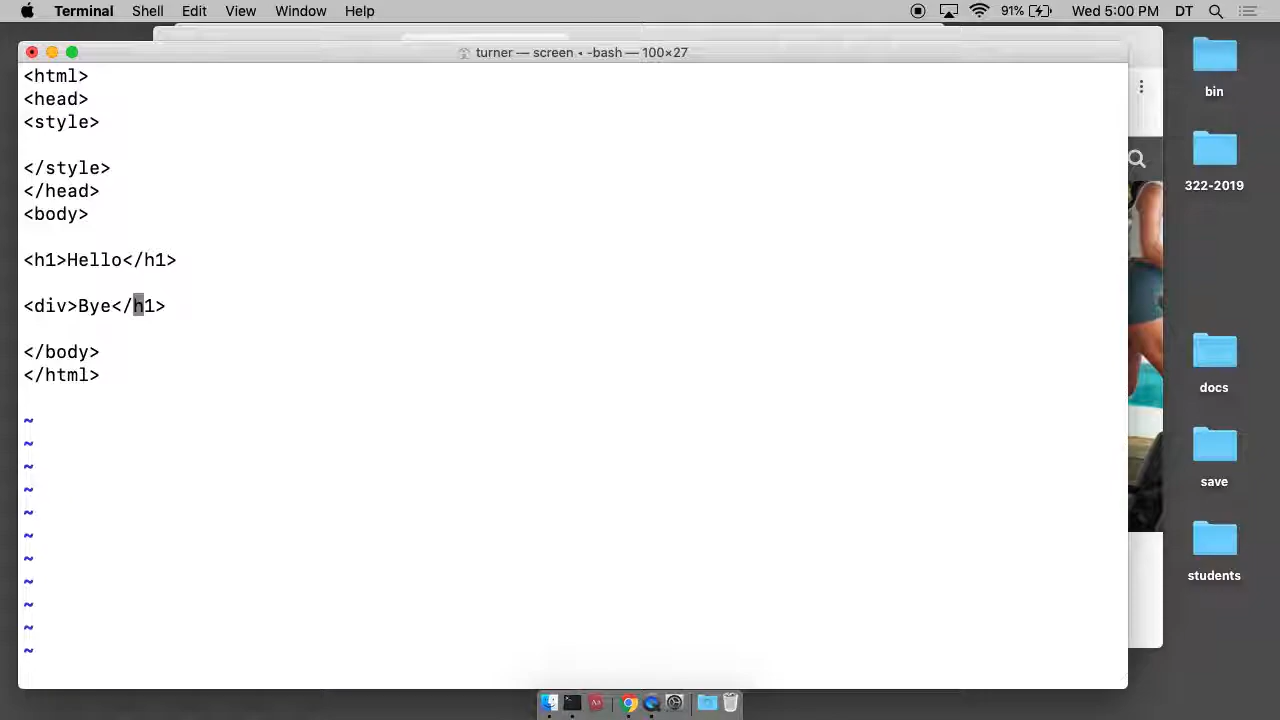 Terminal Shell Edit View Window Help 91% Wed 5:00 PM DT
turner — screen ◂ -bash — 100×27
<html>
<head>
<style>
</style>
</head>
<body>
<h1>Hello</h1>
<div>Bye</h1>
</body>
</html>
~
~
~
~
~
~
~
~
~
~
~
bin
322-2019
docs
save
students